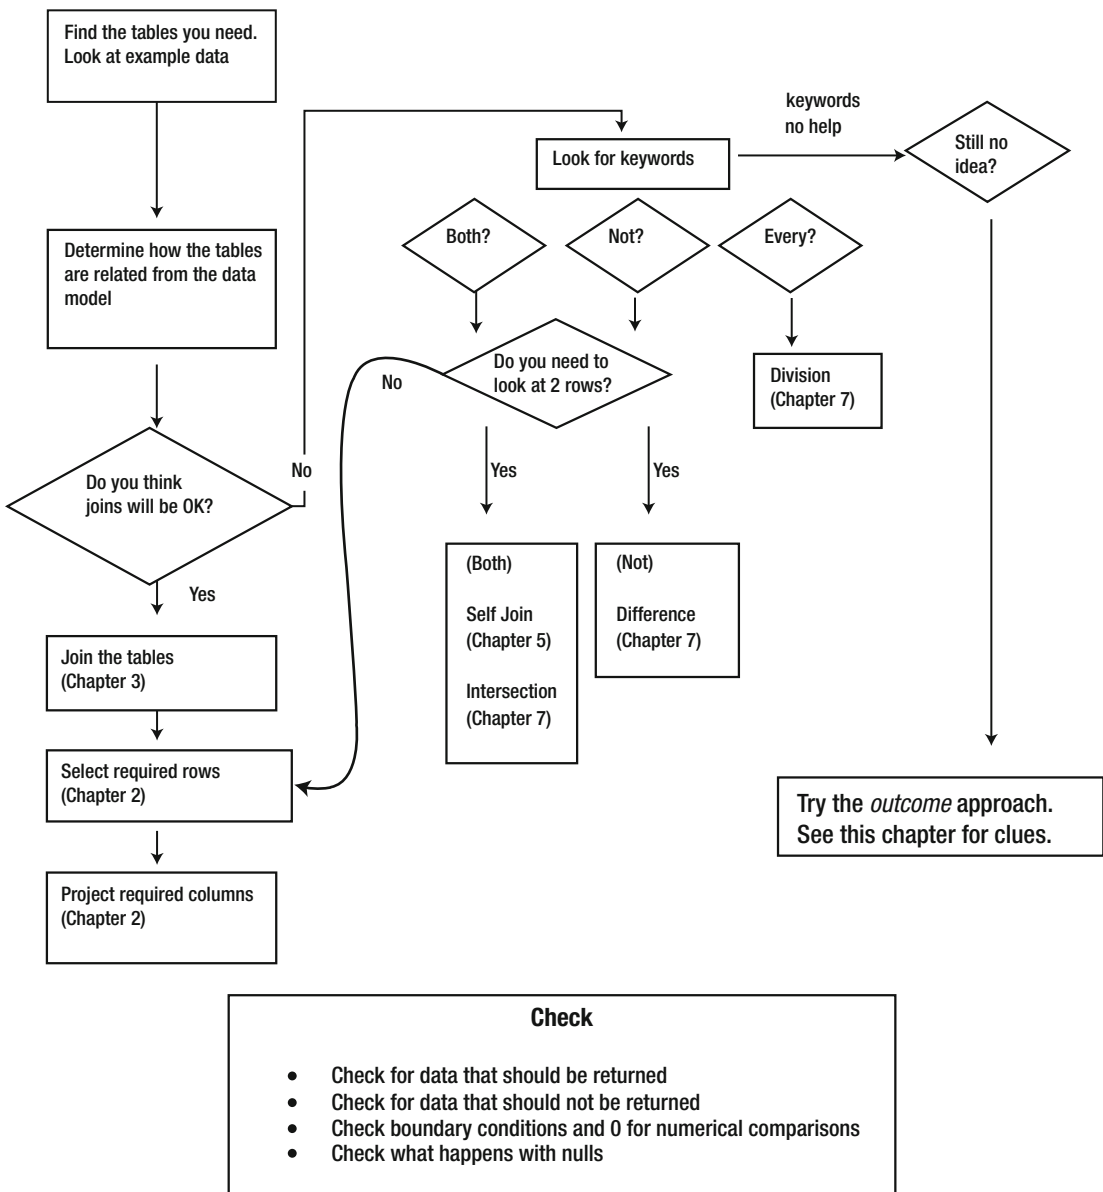 Find the tables you need.
Look at example data
Determine how the tables
are related from the data
model
Do you think
joins will be OK?
No
Yes
Join the tables
(Chapter 3)
Select required rows
(Chapter 2)
Project required columns
(Chapter 2)
Look for keywords
keywords
no help
Still no
idea?
Both?
Not?
Every?
Do you need to
look at 2 rows?
No
Yes
Yes
Division
(Chapter 7)
(Both)
Self Join
(Chapter 5)
Intersection
(Chapter 7)
(Not)
Difference
(Chapter 7)
Try the outcome approach.
See this chapter for clues.
Check
• Check for data that should be returned
• Check for data that should not be returned
• Check boundary conditions and 0 for numerical comparisons
• Check what happens with nulls